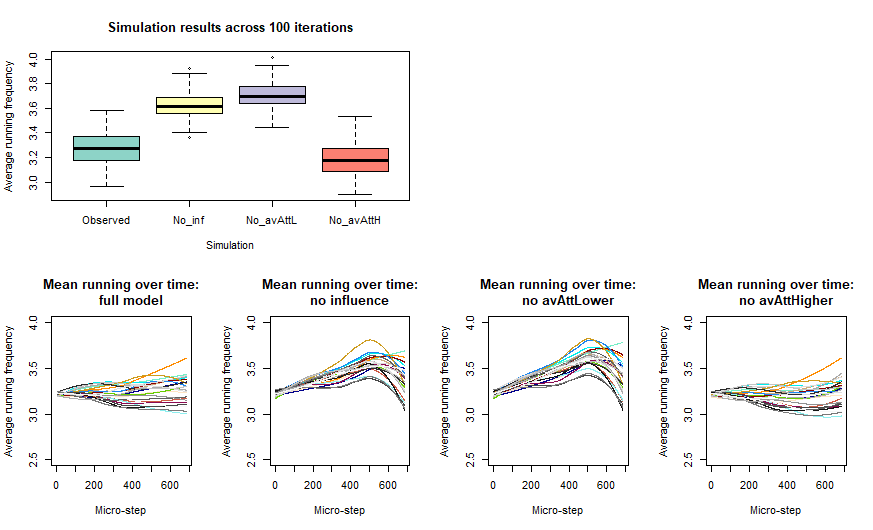 Simulation results across 100 iterations
Average running frequency
4.0
3.8
3.6
3.4
3.2
3.0
Observed
No_inf
No_avAttL
No_avAttH
Simulation
Mean running over time:
full model
Average running frequency
4.0
3.5
3.0
2.5
0
200
400
600
Micro-step
Mean running over time:
no influence
Average running frequency
4.0
3.5
3.0
2.5
0
200
400
600
Micro-step
Mean running over time:
no avAttLower
Average running frequency
4.0
3.5
3.0
2.5
0
200
400
600
Micro-step
Mean running over time:
no avAttHigher
Average running frequency
4.0
3.5
3.0
2.5
0
200
400
600
Micro-step